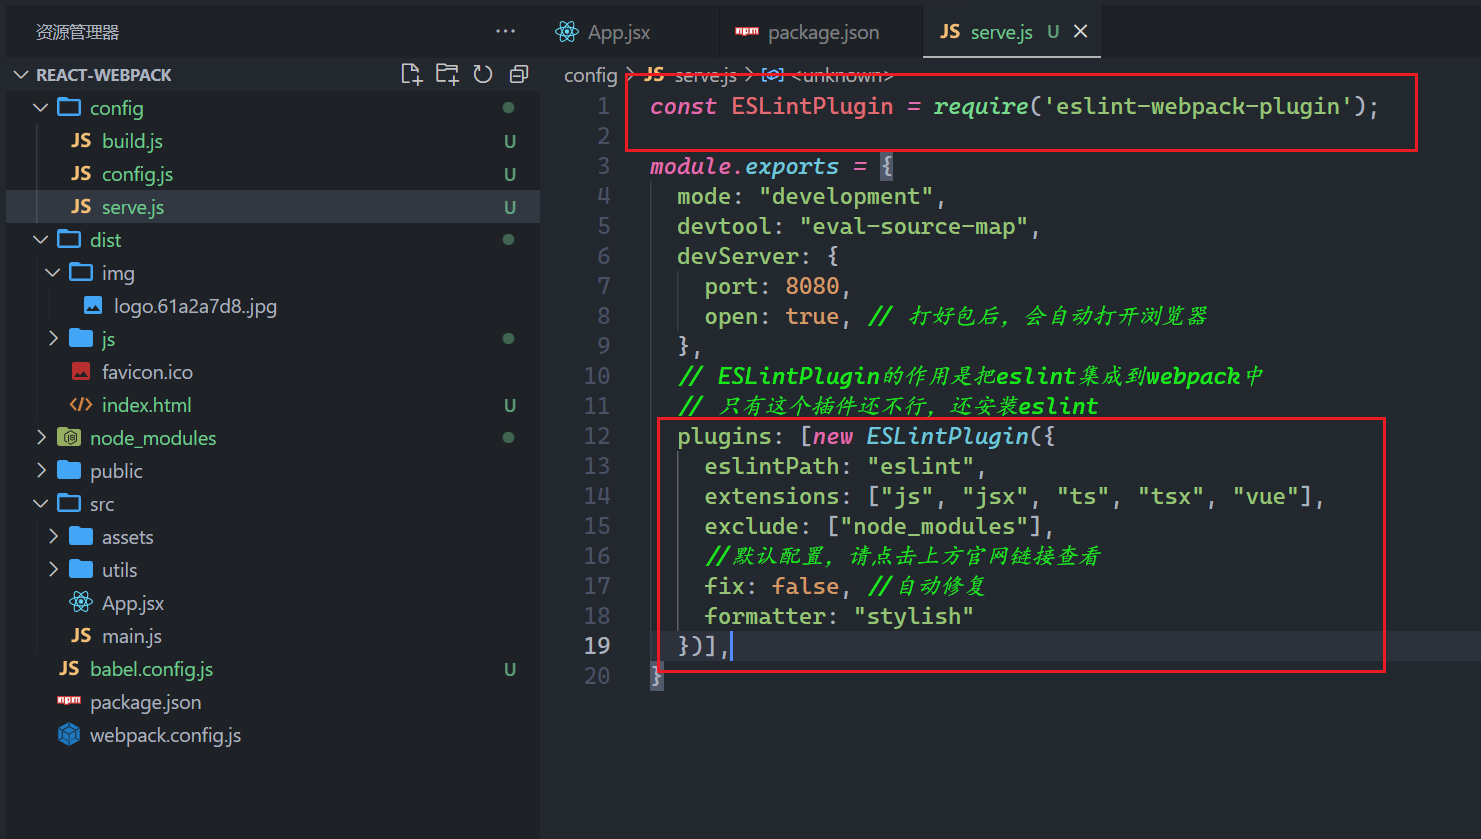 资源管理器
···
REACT-WEBPACK
config
JS build.js U
JS config.js U
JS serve.js U
dist
img
logo.61a2a7d8..jpg
js
favicon.ico
index.html U
node_modules
public
src
assets
utils
App.jsx
JS main.js
JS babel.config.js U
npm package.json
webpack.config.js
App.jsx
npm package.json
JS serve.js U
config > JS serve.js > <unknown>
1 const ESLintPlugin = require('eslint-webpack-plugin');
2
3 module.exports = {
4 mode: "development",
5 devtool: "eval-source-map",
6 devServer: {
7 port: 8080,
8 open: true, // 打好包后，会自动打开浏览器
9 },
10 // ESLintPlugin的作用是把eslint集成到webpack中
11 // 只有这个插件还不行，还安装eslint
12 plugins: [new ESLintPlugin({
13 eslintPath: "eslint",
14 extensions: ["js", "jsx", "ts", "tsx", "vue"],
15 exclude: ["node_modules"],
16 //默认配置，请点击上方官网链接查看
17 fix: false, //自动修复
18 formatter: "stylish"
19 })],
20 }